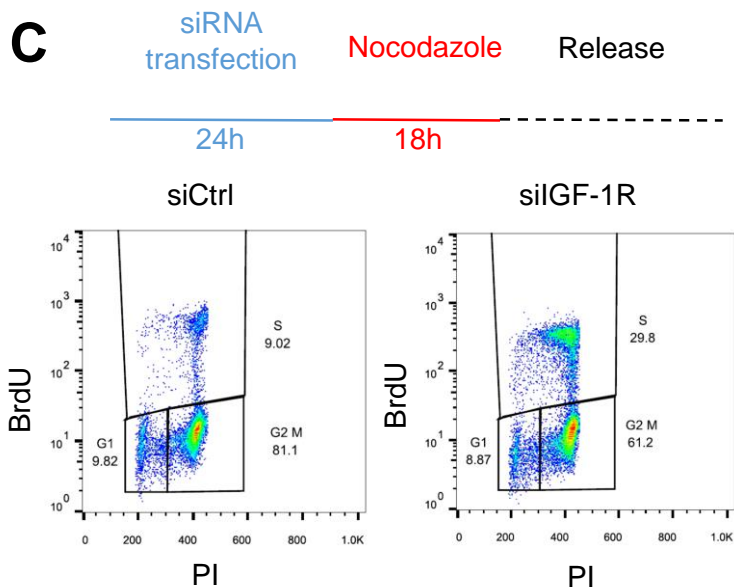 C
siRNA
transfection
Nocodazole
Release
24h
18h
siCtrl
siIGF-1R
BrdU
10^4
10^3
10^2
10^1
10^0
S
9.02
G1
9.82
G2 M
81.1
0 200 400 600 800 1.0K
PI
BrdU
10^4
10^3
10^2
10^1
10^0
S
29.8
G1
8.87
G2 M
61.2
0 200 400 600 800 1.0K
PI